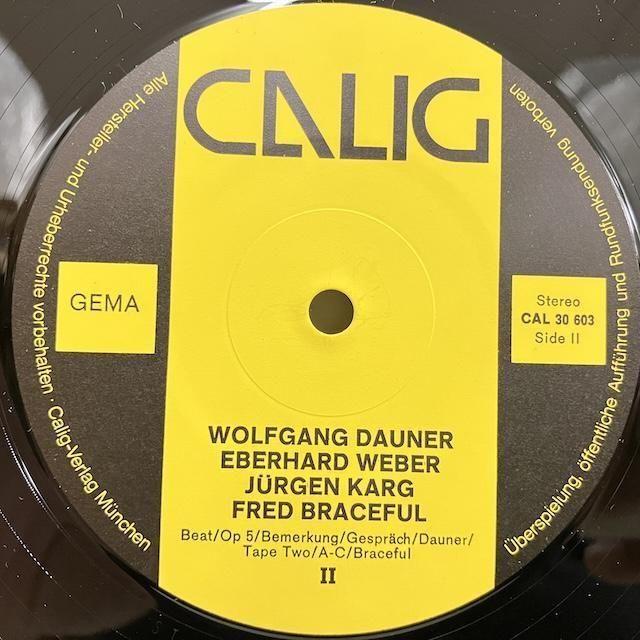 CALIG
Alle Hersteller- und Urheberrechte vorbehalten · Calig-Verlag München
Überspielung, öffentliche Aufführung und Rundfunksendung verboten
GEMA
Stereo
CAL 30 603
Side II
WOLFGANG DAUNER
EBERHARD WEBER
JÜRGEN KARG
FRED BRACEFUL
Beat/Op 5/Bemerkung/Gespräch/Dauner/
Tape Two/A-C/Braceful
II